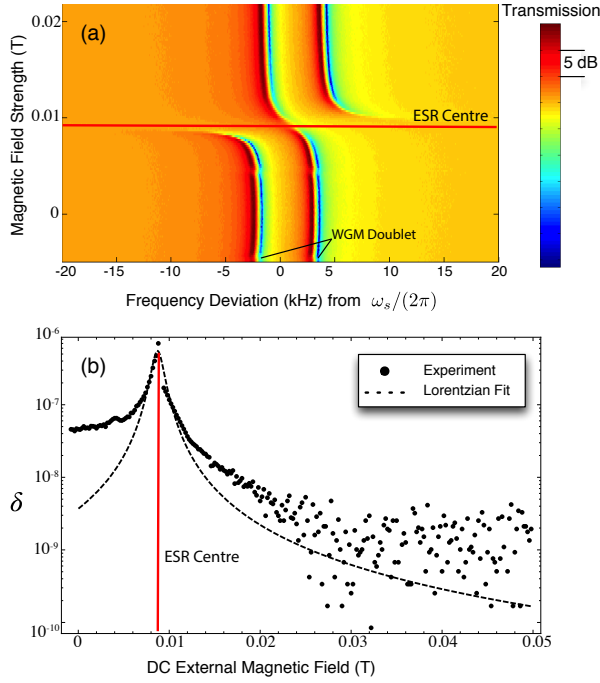 Transmission
(a)
5 dB
ESR Centre
WGM Doublet
Magnetic Field Strength (T)
0.02
0.01
0
-20 -15 -10 -5 0 5 10 15 20
Frequency Deviation (kHz) from ω_s/(2π)
(b)
Experiment
Lorentzian Fit
ESR Centre
δ
10^-6
10^-7
10^-8
10^-9
10^-10
0 0.01 0.02 0.03 0.04 0.05
DC External Magnetic Field (T)